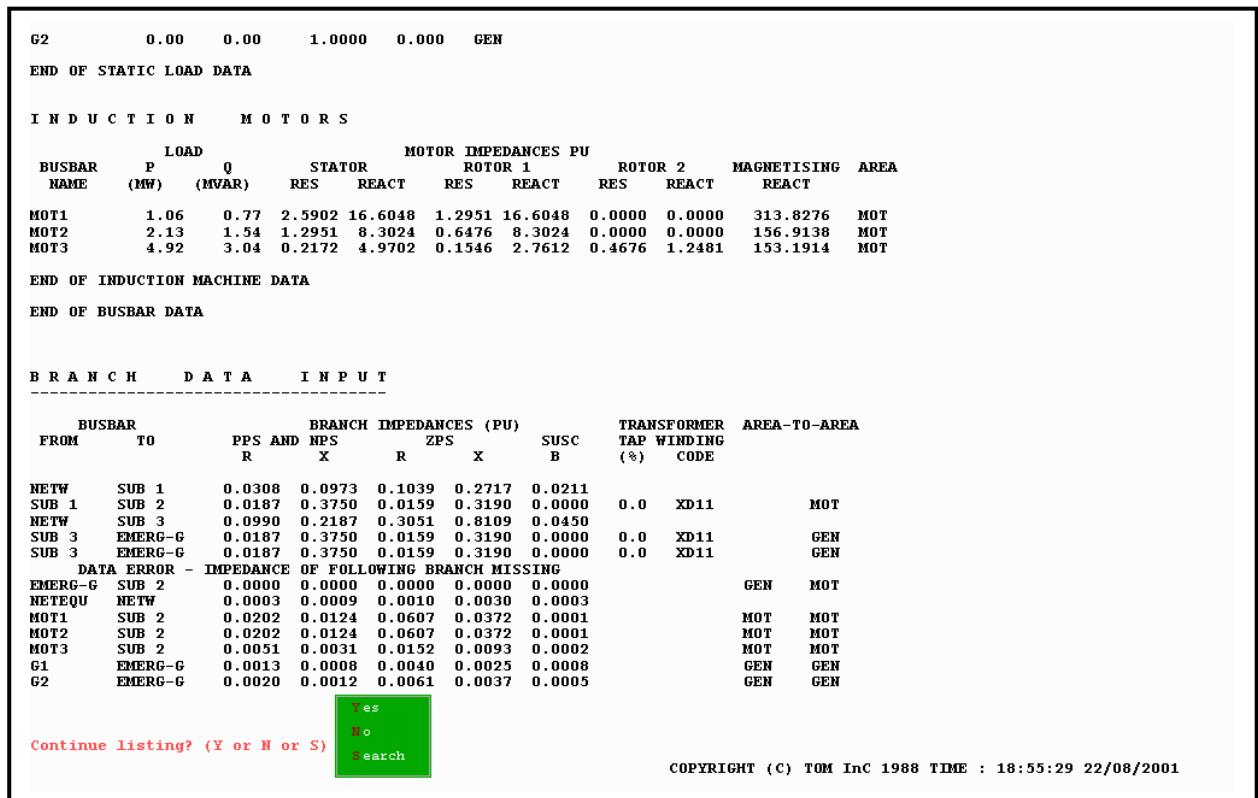 G2 0.00 0.00 1.0000 0.000 GEN
END OF STATIC LOAD DATA
I N D U C T I O N M O T O R S
LOAD MOTOR IMPEDANCES PU
BUSBAR P Q STATOR ROTOR 1 ROTOR 2 MAGNETISING AREA
NAME (MW) (MVAR) RES REACT RES REACT RES REACT REACT
MOT1 1.06 0.77 2.5902 16.6048 1.2951 16.6048 0.0000 0.0000 313.8276 MOT
MOT2 2.13 1.54 1.2951 8.3024 0.6476 8.3024 0.0000 0.0000 156.9138 MOT
MOT3 4.92 3.04 0.2172 4.9702 0.1546 2.7612 0.4676 1.2481 153.1914 MOT
END OF INDUCTION MACHINE DATA
END OF BUSBAR DATA
B R A N C H D A T A I N P U T
-------------------------------------
BUSBAR BRANCH IMPEDANCES (PU) TRANSFORMER AREA-TO-AREA
FROM TO PPS AND NPS ZPS SUSC TAP WINDING
R X R X B (%) CODE
NETW SUB 1 0.0308 0.0973 0.1039 0.2717 0.0211
SUB 1 SUB 2 0.0187 0.3750 0.0159 0.3190 0.0000 0.0 XD11 MOT
NETW SUB 3 0.0990 0.2187 0.3051 0.8109 0.0450
SUB 3 EMERG-G 0.0187 0.3750 0.0159 0.3190 0.0000 0.0 XD11 GEN
SUB 3 EMERG-G 0.0187 0.3750 0.0159 0.3190 0.0000 0.0 XD11 GEN
DATA ERROR - IMPEDANCE OF FOLLOWING BRANCH MISSING
EMERG-G SUB 2 0.0000 0.0000 0.0000 0.0000 0.0000 GEN MOT
NETEQU NETW 0.0003 0.0009 0.0010 0.0030 0.0003
MOT1 SUB 2 0.0202 0.0124 0.0607 0.0372 0.0001 MOT MOT
MOT2 SUB 2 0.0202 0.0124 0.0607 0.0372 0.0001 MOT MOT
MOT3 SUB 2 0.0051 0.0031 0.0152 0.0093 0.0002 MOT MOT
G1 EMERG-G 0.0013 0.0008 0.0040 0.0025 0.0008 GEN GEN
G2 EMERG-G 0.0020 0.0012 0.0061 0.0037 0.0005 GEN GEN
Yes
No
Continue listing? (Y or N or S)
Search
COPYRIGHT (C) TOM InC 1988 TIME : 18:55:29 22/08/2001